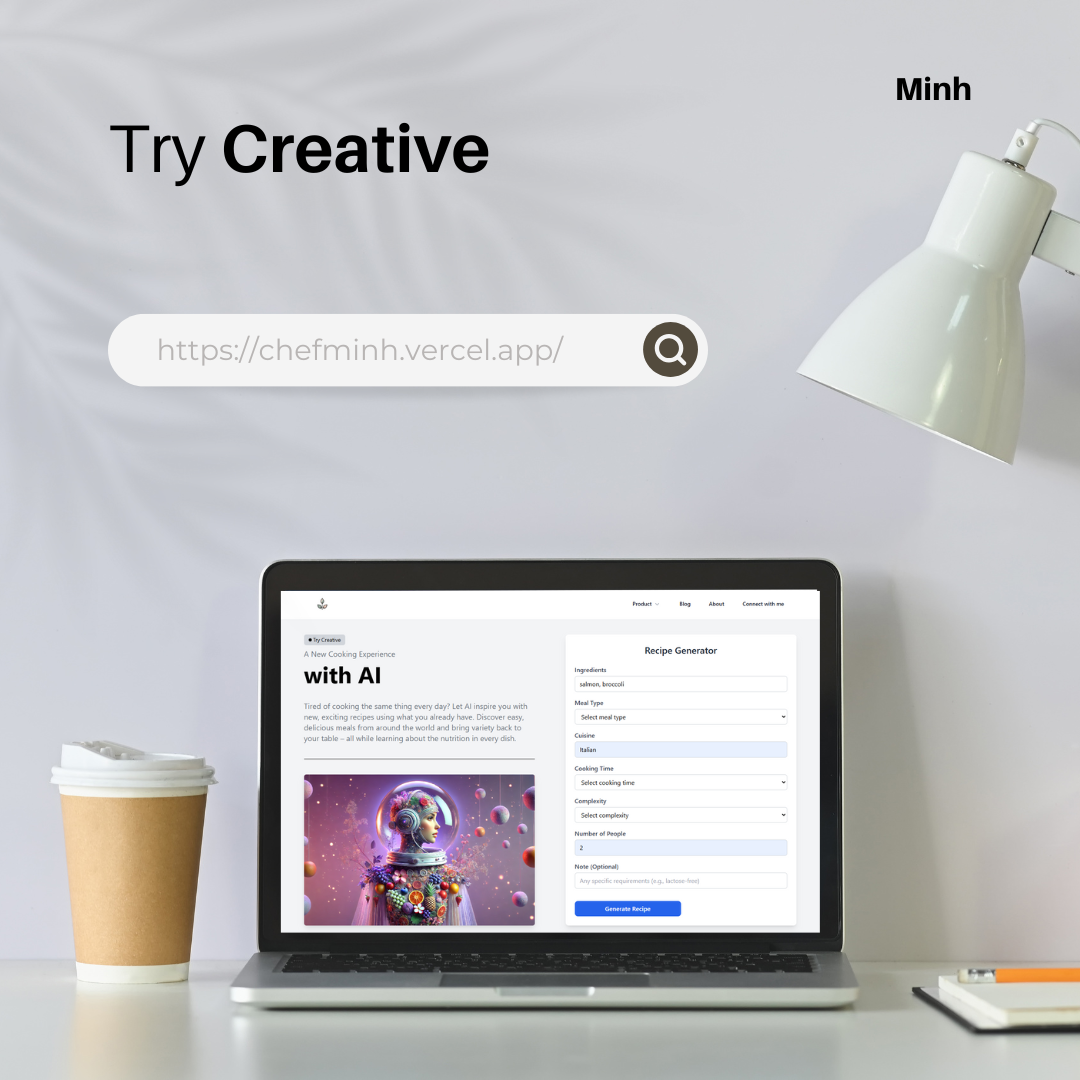 Minh
Try Creative
https://chefminh.vercel.app/
Product
Blog
About
Connect with me
Try Creative
A New Cooking Experience
with AI
Tired of cooking the same thing every day? Let AI inspire you with
new, exciting recipes using what you already have. Discover easy,
delicious meals from around the world and bring variety back to
your table – all while learning about the nutrition in every dish.
Recipe Generator
Ingredients
salmon, broccoli
Meal Type
Select meal type
Cuisine
Italian
Cooking Time
Select cooking time
Complexity
Select complexity
Number of People
2
Note (Optional)
Any specific requirements (e.g., lactose-free)
Generate Recipe